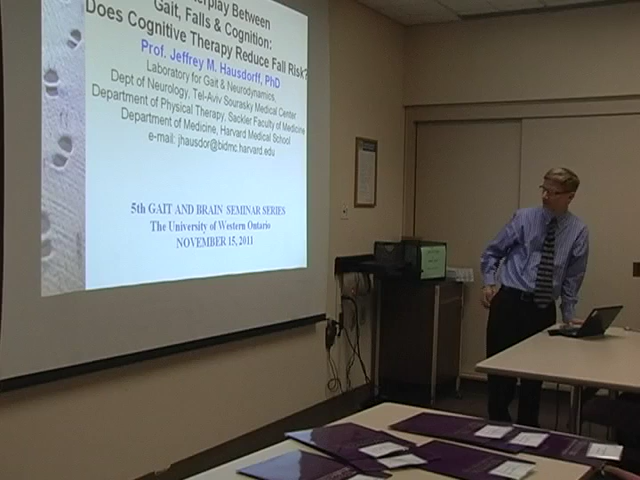 Between
Gait, Falls & Cognition:
Does Cognitive Therapy Reduce Fall Risk?
Prof. Jeffrey M. Hausdorff, PhD
Laboratory for Gait & Neurodynamics,
Dept of Neurology, Tel-Aviv Sourasky Medical Center
Department of Physical Therapy, Sackler Faculty of Medicine
Department of Medicine, Harvard Medical School
e-mail: jhausdor@bidmc.harvard.edu
5th GAIT AND BRAIN SEMINAR SERIES
The University of Western Ontario
NOVEMBER 15, 2011